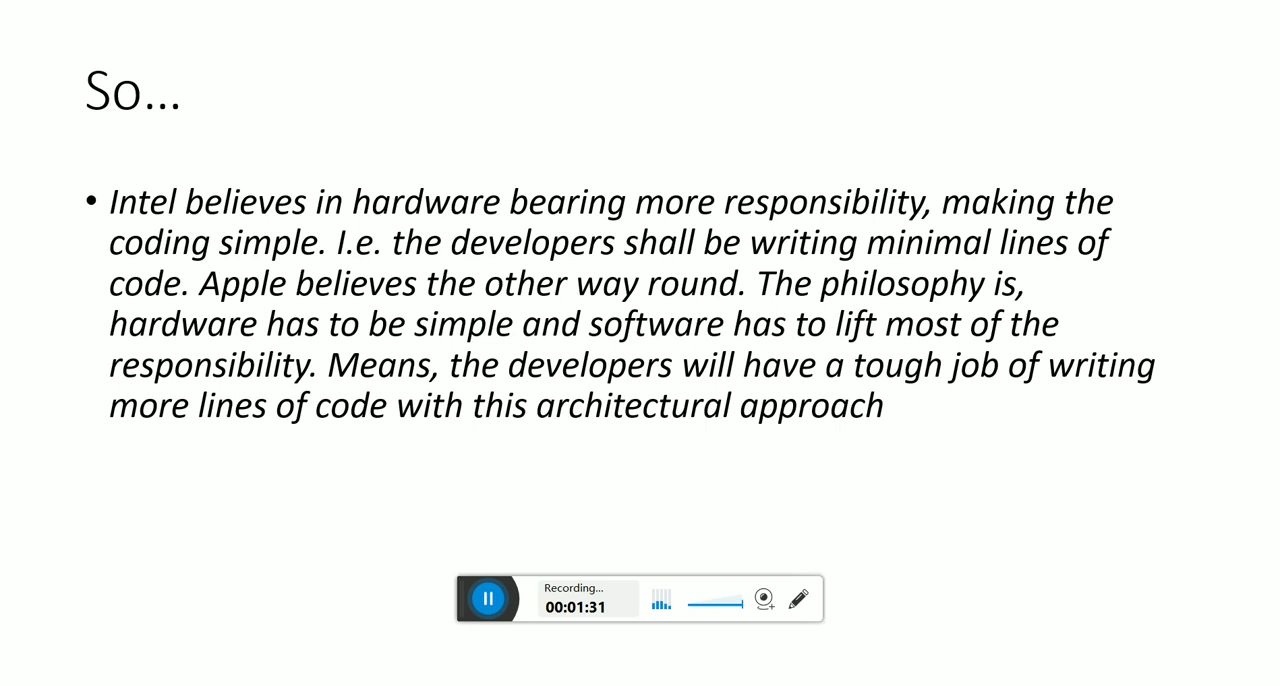 So...
• Intel believes in hardware bearing more responsibility, making the
coding simple. I.e. the developers shall be writing minimal lines of
code. Apple believes the other way round. The philosophy is,
hardware has to be simple and software has to lift most of the
responsibility. Means, the developers will have a tough job of writing
more lines of code with this architectural approach
Recording...
00:01:31